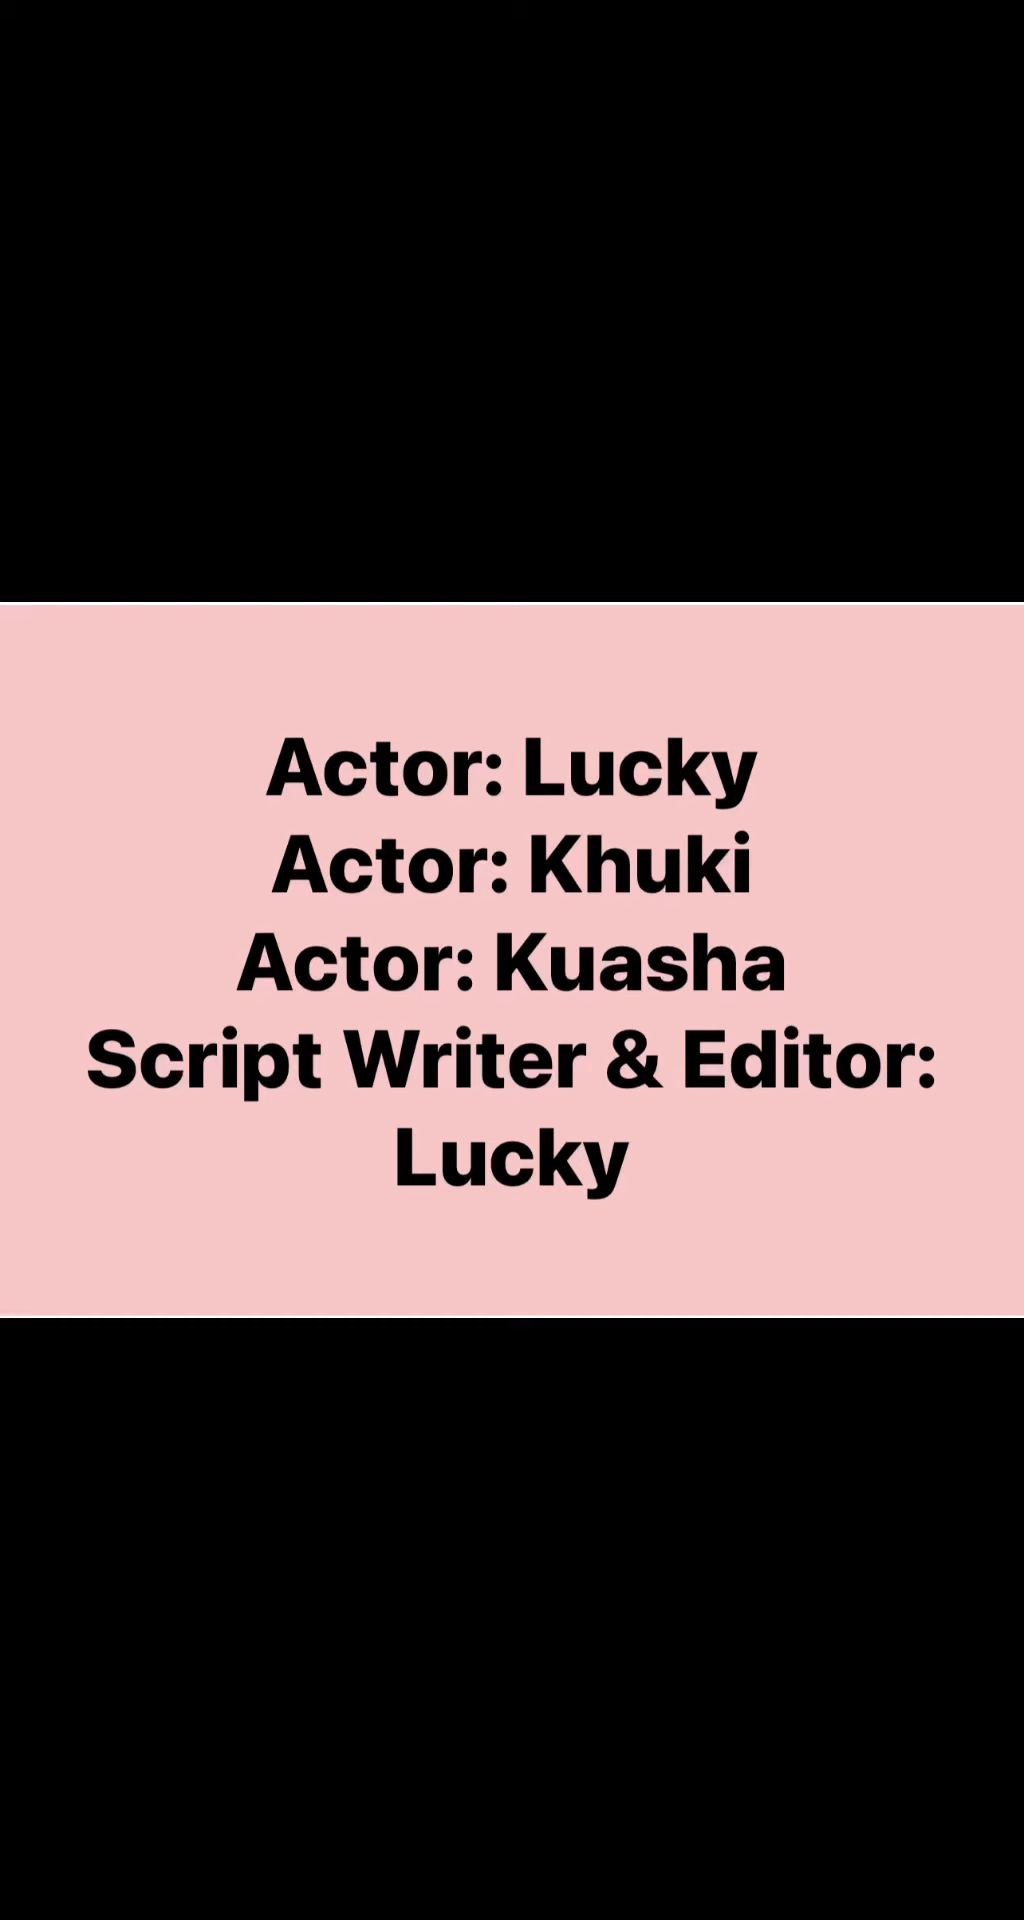 Actor: Lucky
Actor: Khuki
Actor: Kuasha
Script Writer & Editor:
Lucky